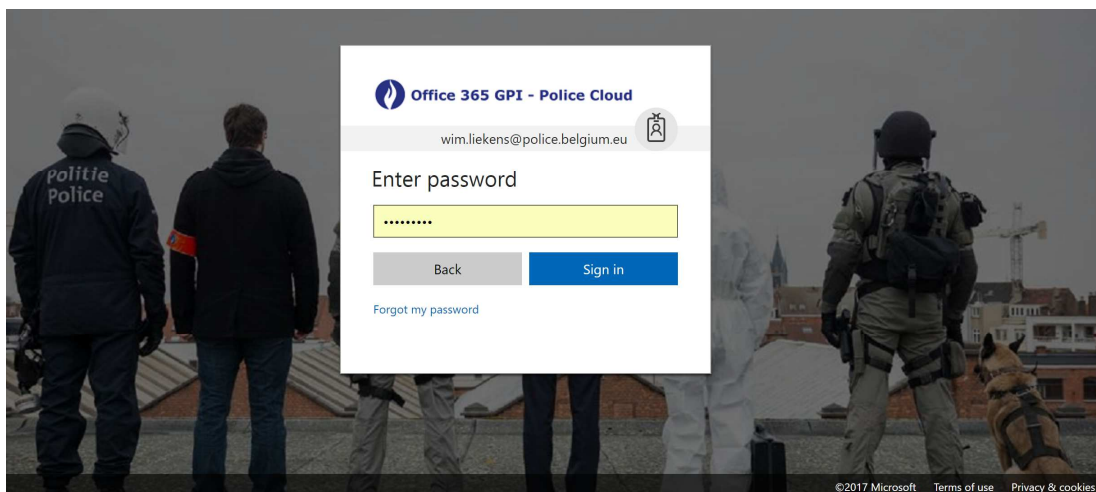 Politie
Police
Office 365 GPI - Police Cloud
wim.liekens@police.belgium.eu
Enter password
•••••••••
Back
Sign in
Forgot my password
©2017 Microsoft Terms of use Privacy & cookies